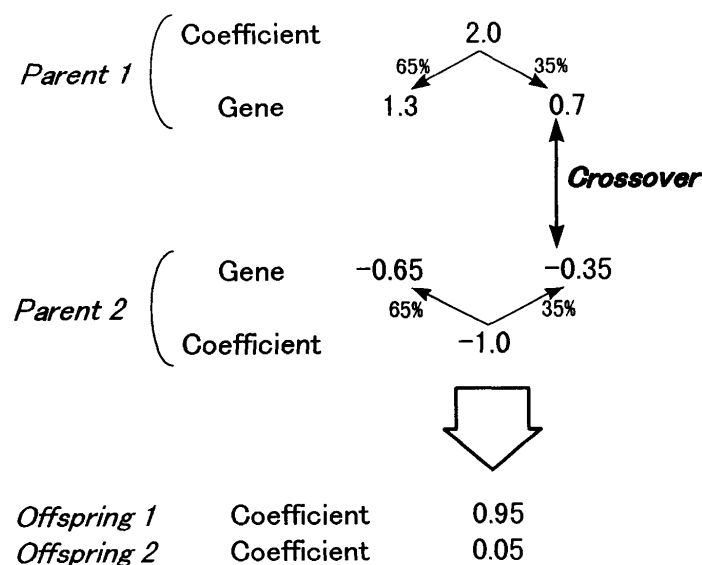 Coefficient 2.0
Parent 1 65% 35%
Gene 1.3 0.7
Crossover
Gene -0.65 -0.35
Parent 2 65% 35%
Coefficient -1.0
Offspring 1 Coefficient 0.95
Offspring 2 Coefficient 0.05